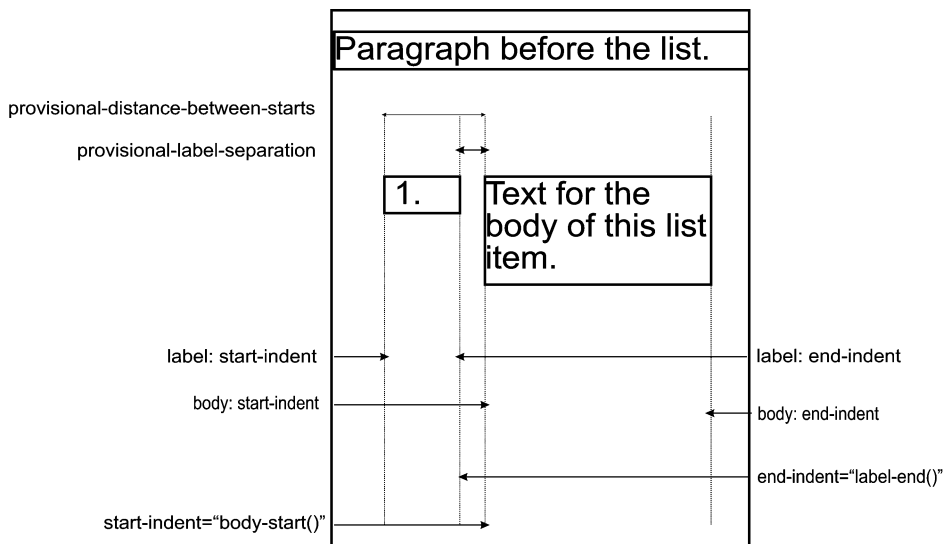 Paragraph before the list.
provisional-distance-between-starts
provisional-label-separation
1.
Text for the
body of this list
item.
label: start-indent
label: end-indent
body: start-indent
body: end-indent
end-indent=“label-end()”
start-indent=“body-start()”